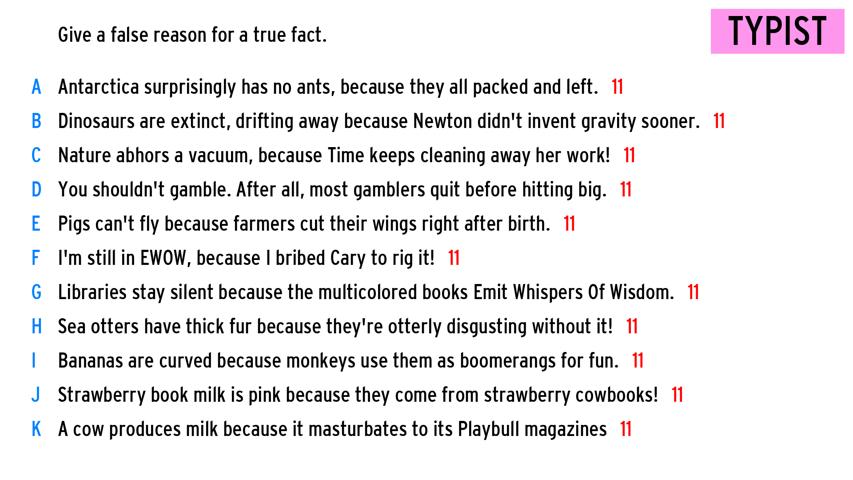 Give a false reason for a true fact.
TYPIST
A Antarctica surprisingly has no ants, because they all packed and left. 11
B Dinosaurs are extinct, drifting away because Newton didn't invent gravity sooner. 11
C Nature abhors a vacuum, because Time keeps cleaning away her work! 11
D You shouldn't gamble. After all, most gamblers quit before hitting big. 11
E Pigs can't fly because farmers cut their wings right after birth. 11
F I'm still in EWOW, because I bribed Cary to rig it! 11
G Libraries stay silent because the multicolored books Emit Whispers Of Wisdom. 11
H Sea otters have thick fur because they're otterly disgusting without it! 11
I Bananas are curved because monkeys use them as boomerangs for fun. 11
J Strawberry book milk is pink because they come from strawberry cowbooks! 11
K A cow produces milk because it masturbates to its Playbull magazines 11